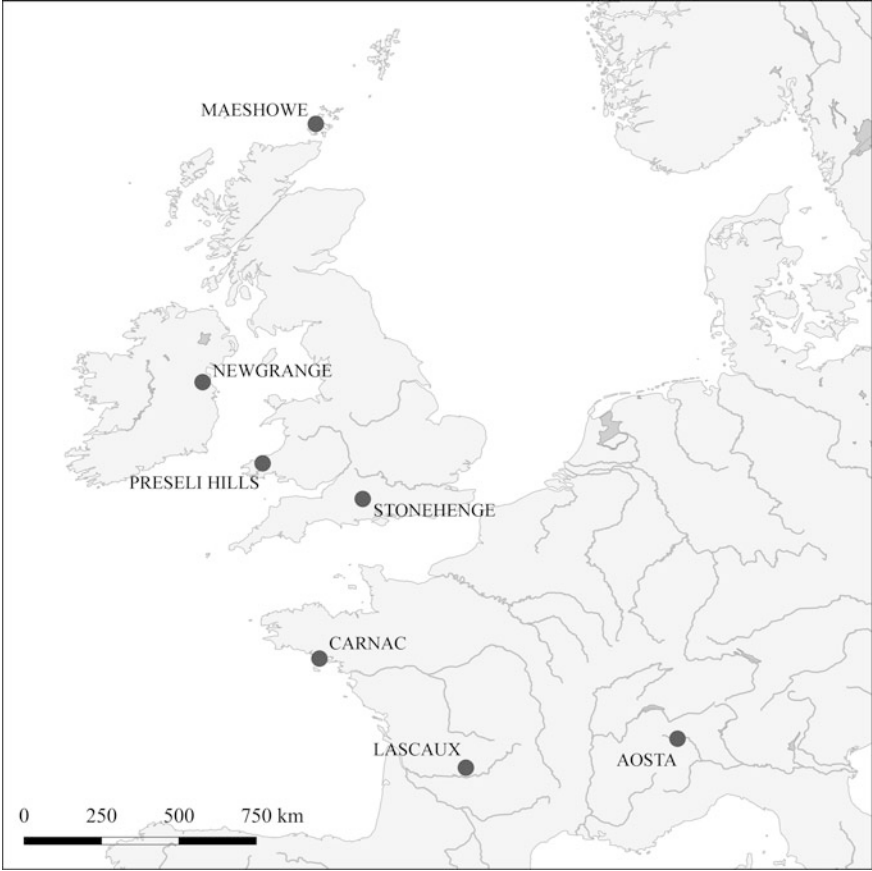 MAESHOWE
NEWGRANGE
PRESELI HILLS
STONEHENGE
CARNAC
LASCAUX
AOSTA
0 250 500 750 km